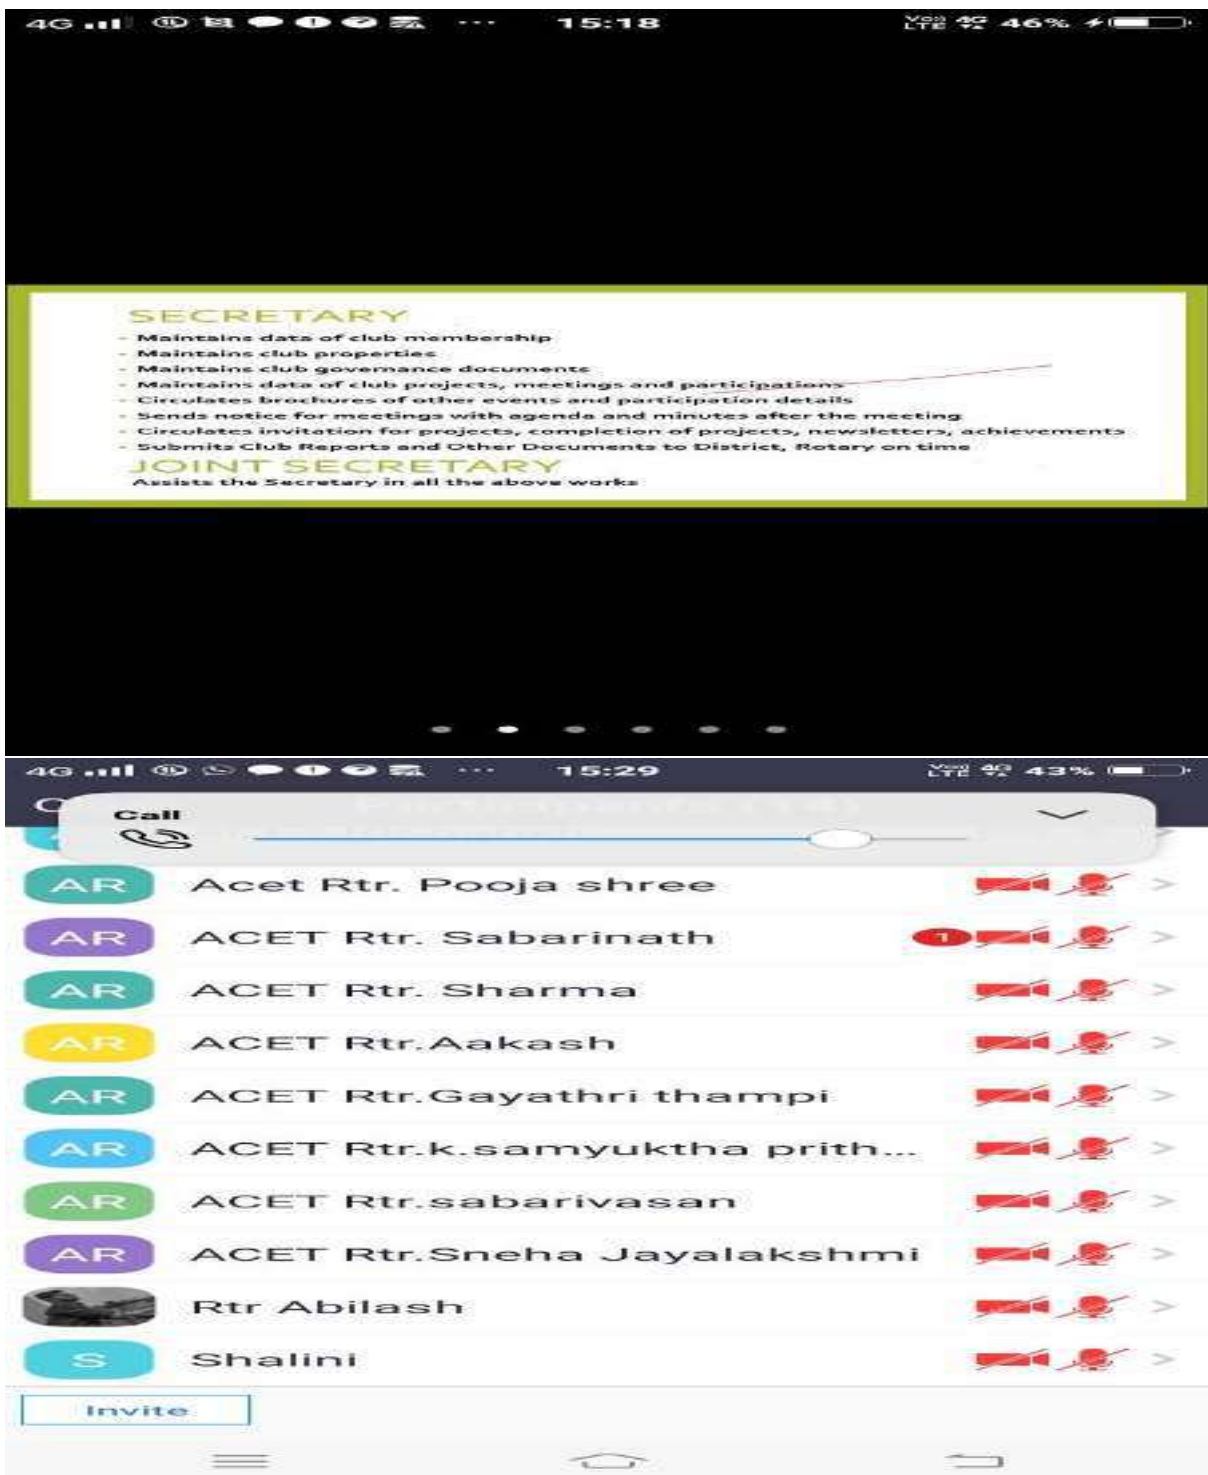 4G 15:18 VoLTE 4G 46%
SECRETARY
- Maintains data of club membership
- Maintains club properties
- Maintains club governance documents
- Maintains data of club projects, meetings and participations
- Circulates brochures of other events and participation details
- Sends notice for meetings with agenda and minutes after the meeting
- Circulates invitation for projects, completion of projects, newsletters, achievements
- Submits Club Reports and Other Documents to District, Rotary on time
JOINT SECRETARY
Assists the Secretary in all the above works
4G 15:29 VoLTE 4G 43%
Call
AR Acet Rtr. Pooja shree
AR ACET Rtr. Sabarinath 1
AR ACET Rtr. Sharma
AR ACET Rtr.Aakash
AR ACET Rtr.Gayathri thampi
AR ACET Rtr.k.samyuktha prith...
AR ACET Rtr.sabarivasan
AR ACET Rtr.Sneha Jayalakshmi
Rtr Abilash
S Shalini
Invite